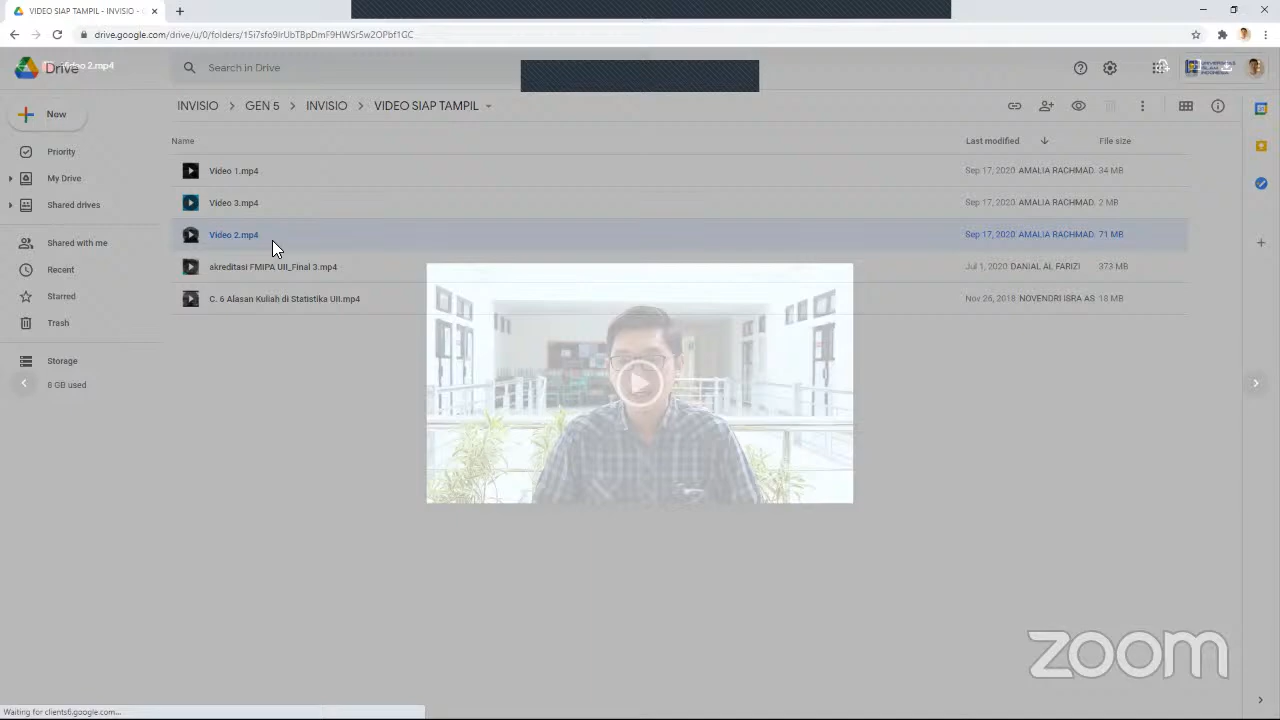 VIDEO SIAP TAMPIL - INVISIO -
drive.google.com/drive/u/0/folders/15i7sfo9IrUbTBpDmF9HWSr5w2OPbf1GC
Drive
Video 2.mp4
Search in Drive
INVISIO > GEN 5 > INVISIO > VIDEO SIAP TAMPIL
New
Name
Last modified
File size
Priority
Video 1.mp4
Sep 17, 2020 AMALIA RACHMAD.
34 MB
My Drive
Video 3.mp4
Sep 17, 2020 AMALIA RACHMAD.
2 MB
Shared drives
Video 2.mp4
Sep 17, 2020 AMALIA RACHMAD.
71 MB
Shared with me
akreditasi FMIPA UII_Final 3.mp4
Jul 1, 2020 DANIAL AL FARIZI
373 MB
Recent
C. 6 Alasan Kuliah di Statistika UII.mp4
Nov 26, 2018 NOVENDRI ISRA AS
18 MB
Starred
Trash
Storage
8 GB used
zoom
Waiting for clients6.google.com...